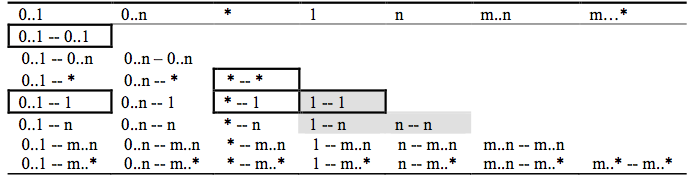 0..1 0..n * 1 n m..n m…*
0..1 -- 0..1
0..1 -- 0..n 0..n – 0..n
0..1 -- * 0..n -- * * -- *
0..1 -- 1 0..n -- 1 * -- 1 1 -- 1
0..1 -- n 0..n -- n * -- n 1 -- n n -- n
0..1 -- m..n 0..n -- m..n * -- m..n 1 -- m..n n -- m..n m..n -- m..n
0..1 -- m..* 0..n -- m..* * -- m..* 1 -- m..* n -- m..* m..n -- m..* m..* -- m..*